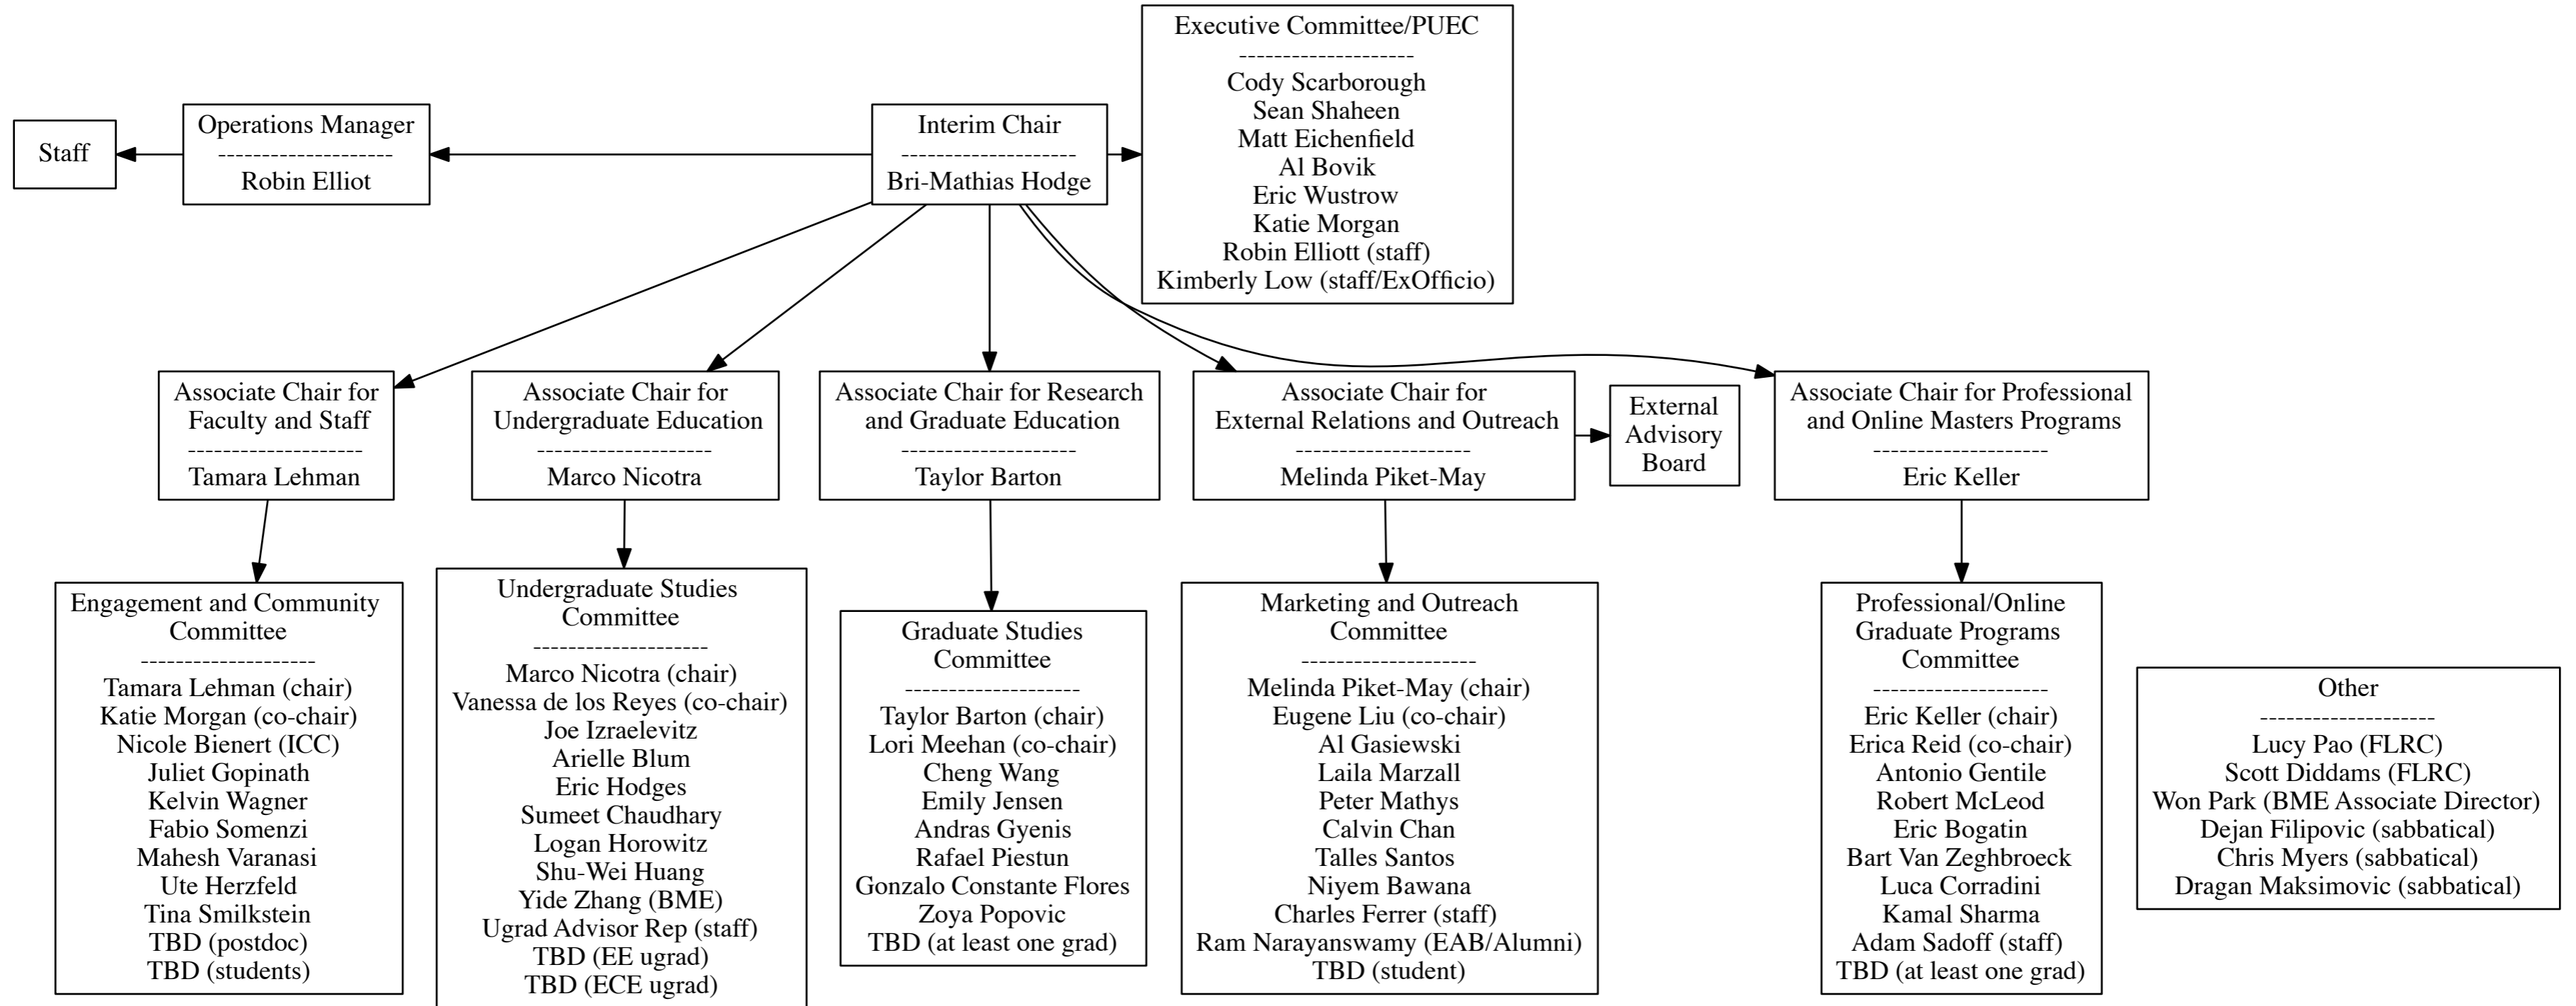 Executive Committee/PUEC
--------------------
Cody Scarborough
Sean Shaheen
Matt Eichenfield
Al Bovik
Eric Wustrow
Katie Morgan
Robin Elliott (staff)
Kimberly Low (staff/ExOfficio)
Staff
Operations Manager
--------------------
Robin Elliot
Interim Chair
--------------------
Bri-Mathias Hodge
Associate Chair for
Faculty and Staff
--------------------
Tamara Lehman
Associate Chair for
Undergraduate Education
--------------------
Marco Nicotra
Associate Chair for Research
and Graduate Education
--------------------
Taylor Barton
Associate Chair for
External Relations and Outreach
--------------------
Melinda Piket-May
External
Advisory
Board
Associate Chair for Professional
and Online Masters Programs
--------------------
Eric Keller
Engagement and Community
Committee
--------------------
Tamara Lehman (chair)
Katie Morgan (co-chair)
Nicole Bienert (ICC)
Juliet Gopinath
Kelvin Wagner
Fabio Somenzi
Mahesh Varanasi
Ute Herzfeld
Tina Smilkstein
TBD (postdoc)
TBD (students)
Undergraduate Studies
Committee
--------------------
Marco Nicotra (chair)
Vanessa de los Reyes (co-chair)
Joe Izraelevitz
Arielle Blum
Eric Hodges
Sumeet Chaudhary
Logan Horowitz
Shu-Wei Huang
Yide Zhang (BME)
Ugrad Advisor Rep (staff)
TBD (EE ugrad)
TBD (ECE ugrad)
Graduate Studies
Committee
--------------------
Taylor Barton (chair)
Lori Meehan (co-chair)
Cheng Wang
Emily Jensen
Andras Gyenis
Rafael Piestun
Gonzalo Constante Flores
Zoya Popovic
TBD (at least one grad)
Marketing and Outreach
Committee
--------------------
Melinda Piket-May (chair)
Eugene Liu (co-chair)
Al Gasiewski
Laila Marzall
Peter Mathys
Calvin Chan
Talles Santos
Niyem Bawana
Charles Ferrer (staff)
Ram Narayanswamy (EAB/Alumni)
TBD (student)
Professional/Online
Graduate Programs
Committee
--------------------
Eric Keller (chair)
Erica Reid (co-chair)
Antonio Gentile
Robert McLeod
Eric Bogatin
Bart Van Zeghbroeck
Luca Corradini
Kamal Sharma
Adam Sadoff (staff)
TBD (at least one grad)
Other
--------------------
Lucy Pao (FLRC)
Scott Diddams (FLRC)
Won Park (BME Associate Director)
Dejan Filipovic (sabbatical)
Chris Myers (sabbatical)
Dragan Maksimovic (sabbatical)